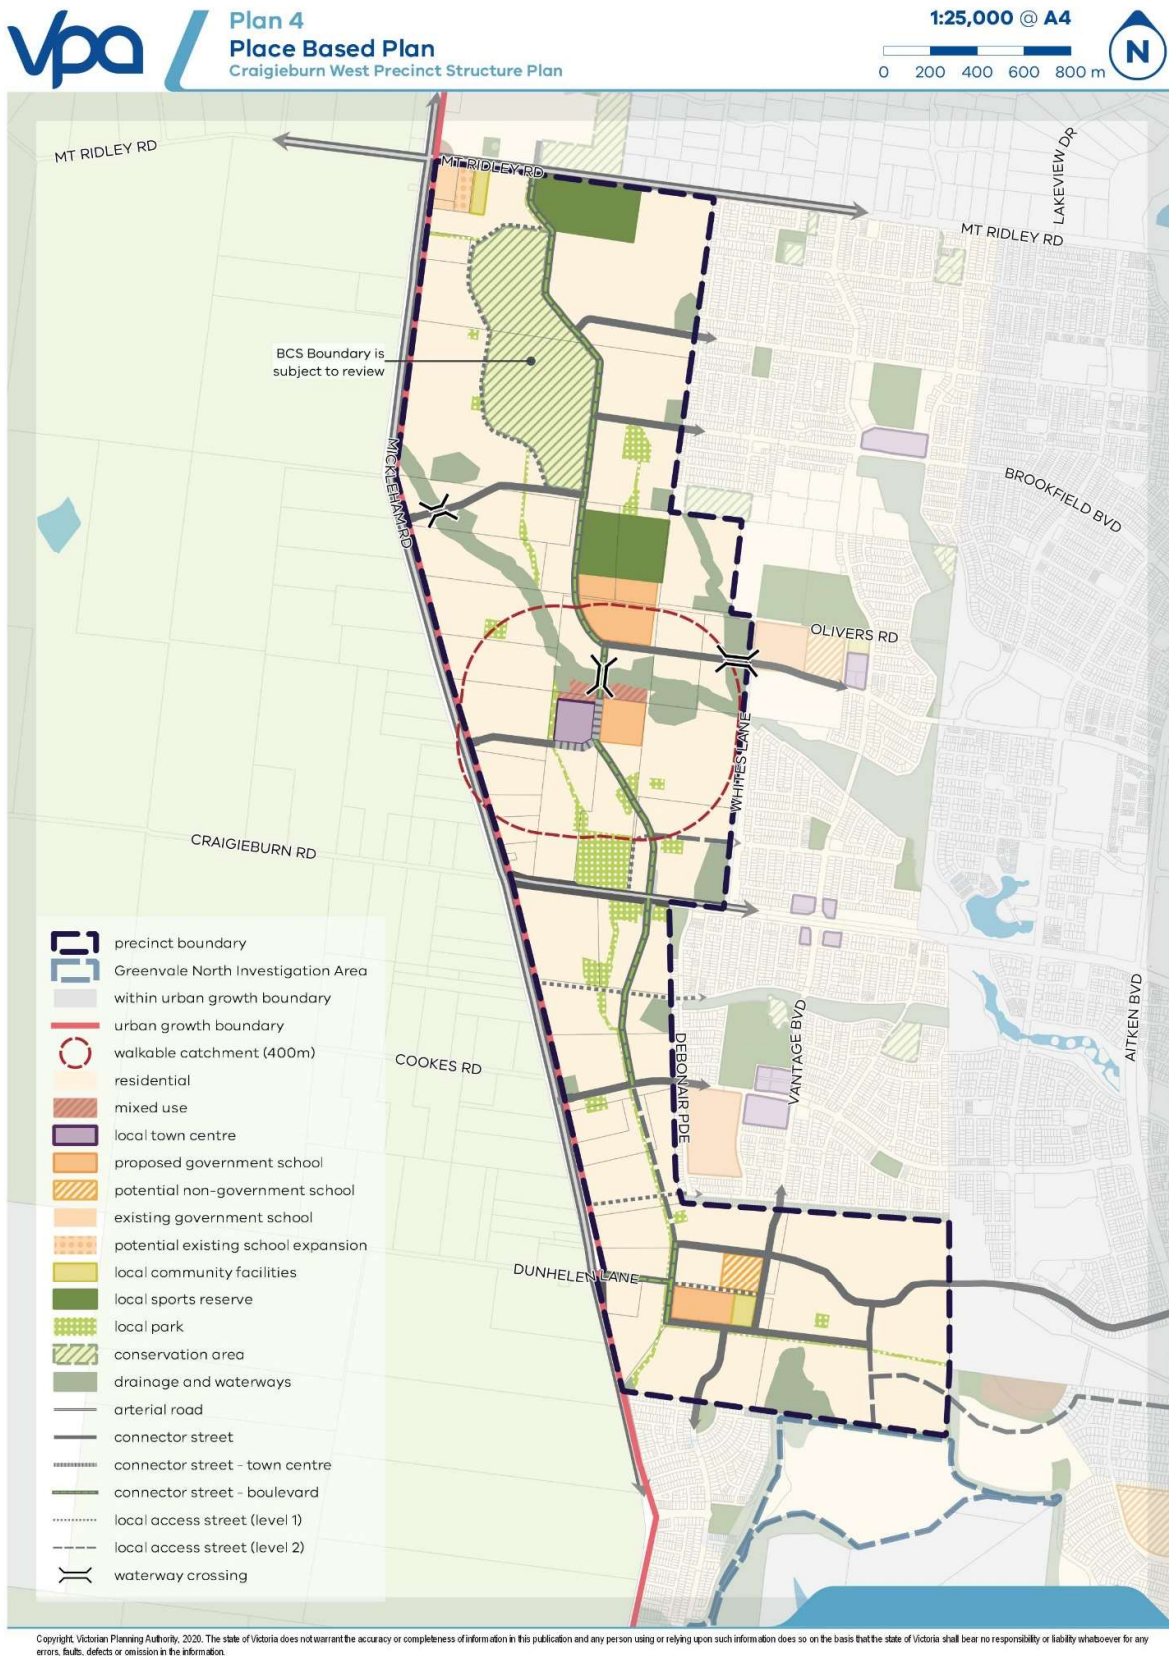 vpa
Plan 4
Place Based Plan
Craigieburn West Precinct Structure Plan
1:25,000 @ A4
0 200 400 600 800 m
N
MT RIDLEY RD
MT RIDLEY RD
LAKEVIEW DR
MT RIDLEY RD
BCS Boundary is
subject to review
MICKLEHAM RD
BROOKFIELD BVD
OLIVERS RD
WHITES LANE
CRAIGIEBURN RD
COOKES RD
DEBONAIR PDE
VANTAGE BVD
AITKEN BVD
DUNHELEN LANE
precinct boundary
Greenvale North Investigation Area
within urban growth boundary
urban growth boundary
walkable catchment (400m)
residential
mixed use
local town centre
proposed government school
potential non-government school
existing government school
potential existing school expansion
local community facilities
local sports reserve
local park
conservation area
drainage and waterways
arterial road
connector street
connector street - town centre
connector street - boulevard
local access street (level 1)
local access street (level 2)
waterway crossing
Copyright, Victorian Planning Authority, 2020. The state of Victoria does not warrant the accuracy or completeness of information in this publication and any person using or relying upon such information does so on the basis that the state of Victoria shall bear no responsibility or liability whatsoever for any
errors, faults, defects or omission in the information.